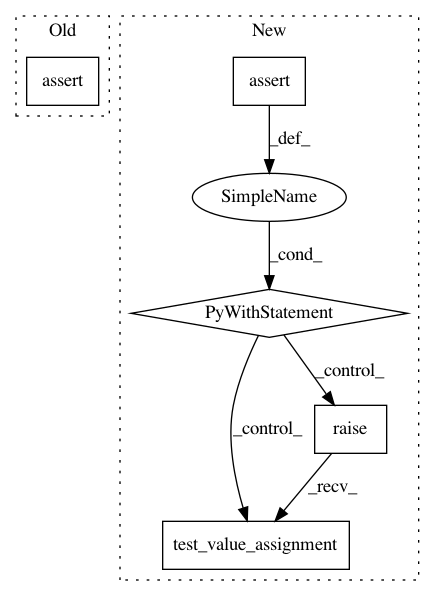 Old
New
assert
assert
_def_
SimpleName
_cond_
PyWithStatement
_control_
_control_
raise
_recv_
test_value_assignment